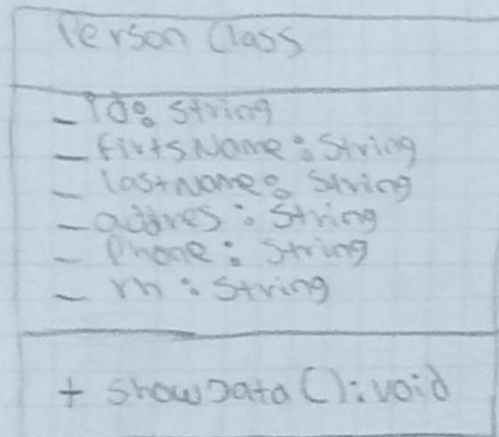 Person Class
- Id: String
- firtsName: String
- lastName: String
- addres: String
- Phone: String
- rh: String
+ showData(): void